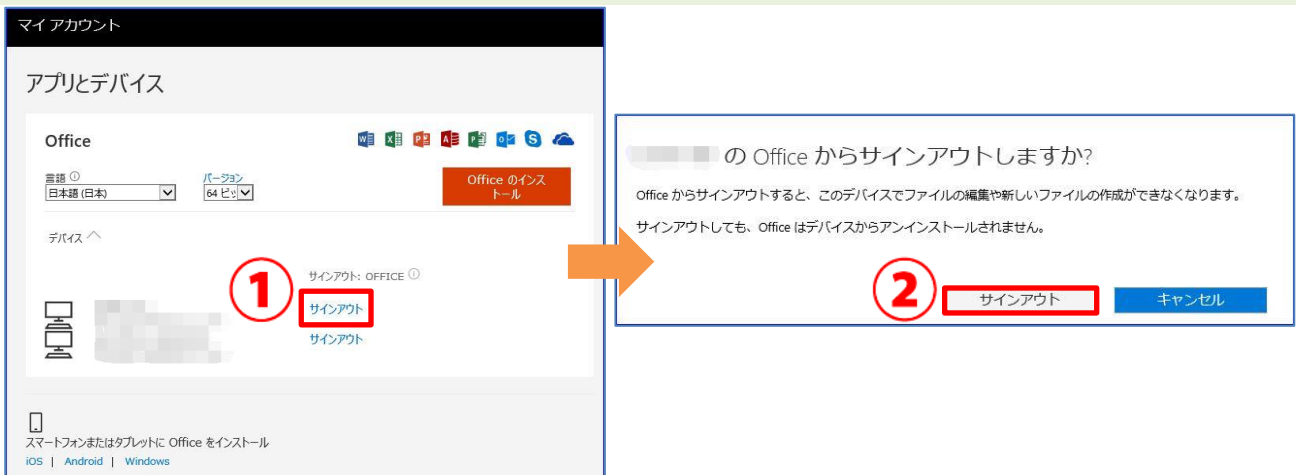 マイ アカウント
アプリとデバイス
Office
言語
バージョン
日本語 (日本)
64 ビッ
Office のインス
トール
デバイス
サインアウト: OFFICE
①
サインアウト
サインアウト
スマートフォンまたはタブレットに Office をインストール
iOS | Android | Windows
の Office からサインアウトしますか?
Office からサインアウトすると、このデバイスでファイルの編集や新しいファイルの作成ができなくなります。
サインアウトしても、Office はデバイスからアンインストールされません。
②
サインアウト
キャンセル